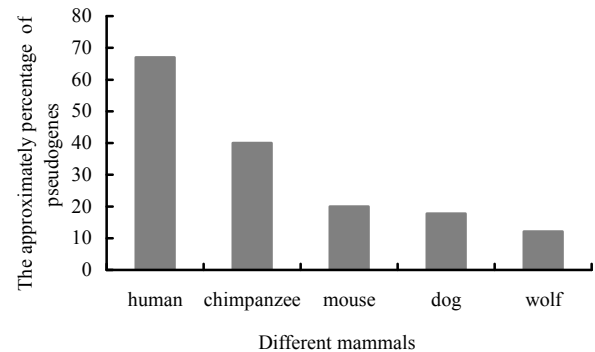 The approximately percentage of
pseudogenes
80
70
60
50
40
30
20
10
0
human chimpanzee mouse dog wolf
Different mammals